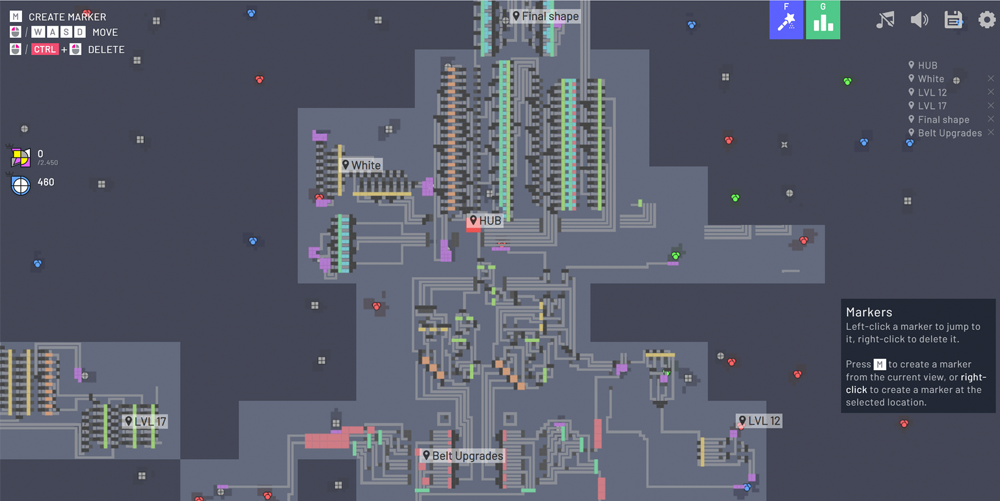 M CREATE MARKER
/ W A S D MOVE
/ CTRL + DELETE
Final shape
F
G
HUB
White
LVL 12
LVL 17
Final shape
Belt Upgrades
0
/2,450
460
White
HUB
Markers
Left-click a marker to jump to
it, right-click to delete it.
Press M to create a marker
from the current view, or right-
click to create a marker at the
selected location.
LVL 17
LVL 12
Belt Upgrades